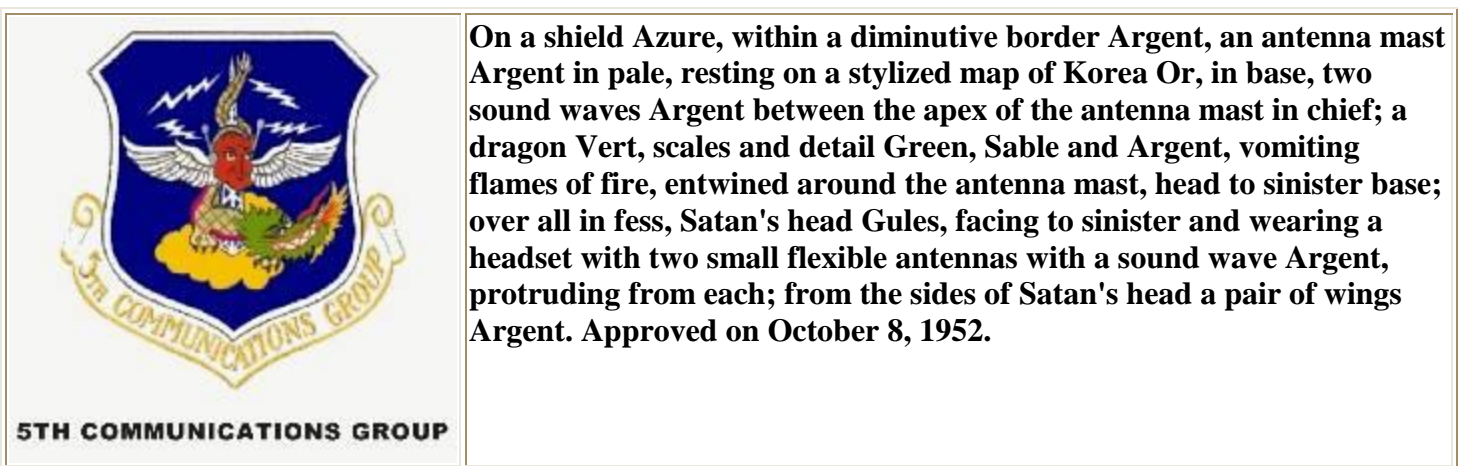 5TH COMMUNICATIONS GROUP
5TH COMMUNICATIONS GROUP
On a shield Azure, within a diminutive border Argent, an antenna mast
Argent in pale, resting on a stylized map of Korea Or, in base, two
sound waves Argent between the apex of the antenna mast in chief; a
dragon Vert, scales and detail Green, Sable and Argent, vomiting
flames of fire, entwined around the antenna mast, head to sinister base;
over all in fess, Satan's head Gules, facing to sinister and wearing a
headset with two small flexible antennas with a sound wave Argent,
protruding from each; from the sides of Satan's head a pair of wings
Argent. Approved on October 8, 1952.